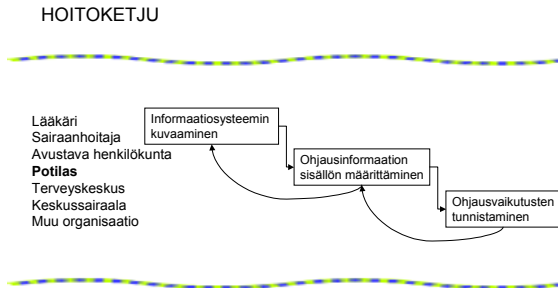 HOITOKETJU
Lääkäri
Sairaanhoitaja
Avustava henkilökunta
Potilas
Terveyskeskus
Keskussairaala
Muu organisaatio
Informaatiosysteemin
kuvaaminen
Ohjausinformaation
sisällön määrittäminen
Ohjausvaikutusten
tunnistaminen